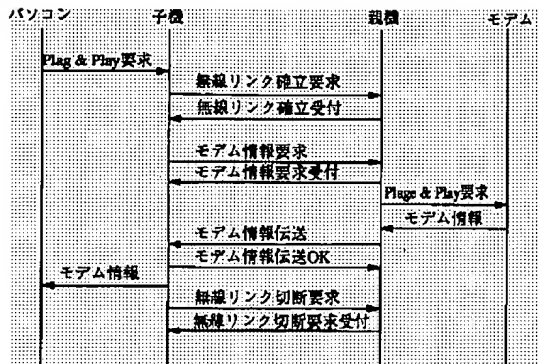 パソコン 子機 親機 モデム
Plag & Play要求
無線リンク確立要求
無線リンク確立受付
モデム情報要求
モデム情報要求受付
Plage & Play要求
モデム情報
モデム情報伝送
モデム情報伝送OK
モデム情報
無線リンク切断要求
無線リンク切断要求受付